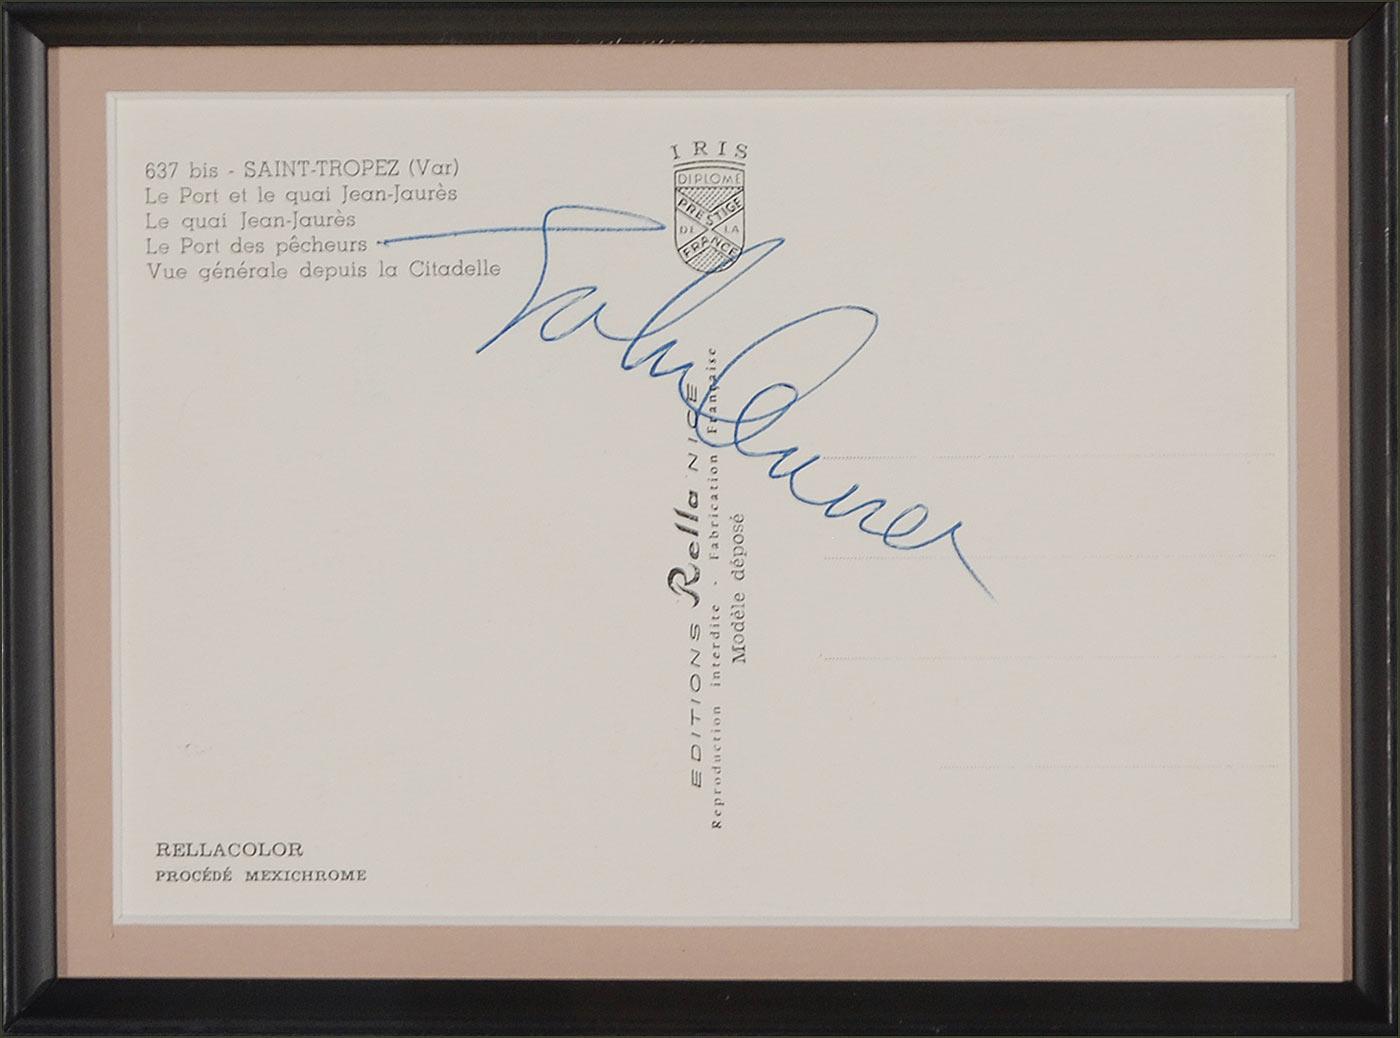 637 bis - SAINT-TROPEZ (Var)
Le Port et le quai Jean-Jaurès
Le quai Jean-Jaurès
Le Port des pêcheurs
Vue générale depuis la Citadelle
IRIS
DIPLOME
PRESTIGE
DE LA
FRANCE
EDITIONS Rella NICE
Reproduction interdite - Fabrication Française
Modèle déposé
RELLACOLOR
PROCÉDÉ MEXICHROME